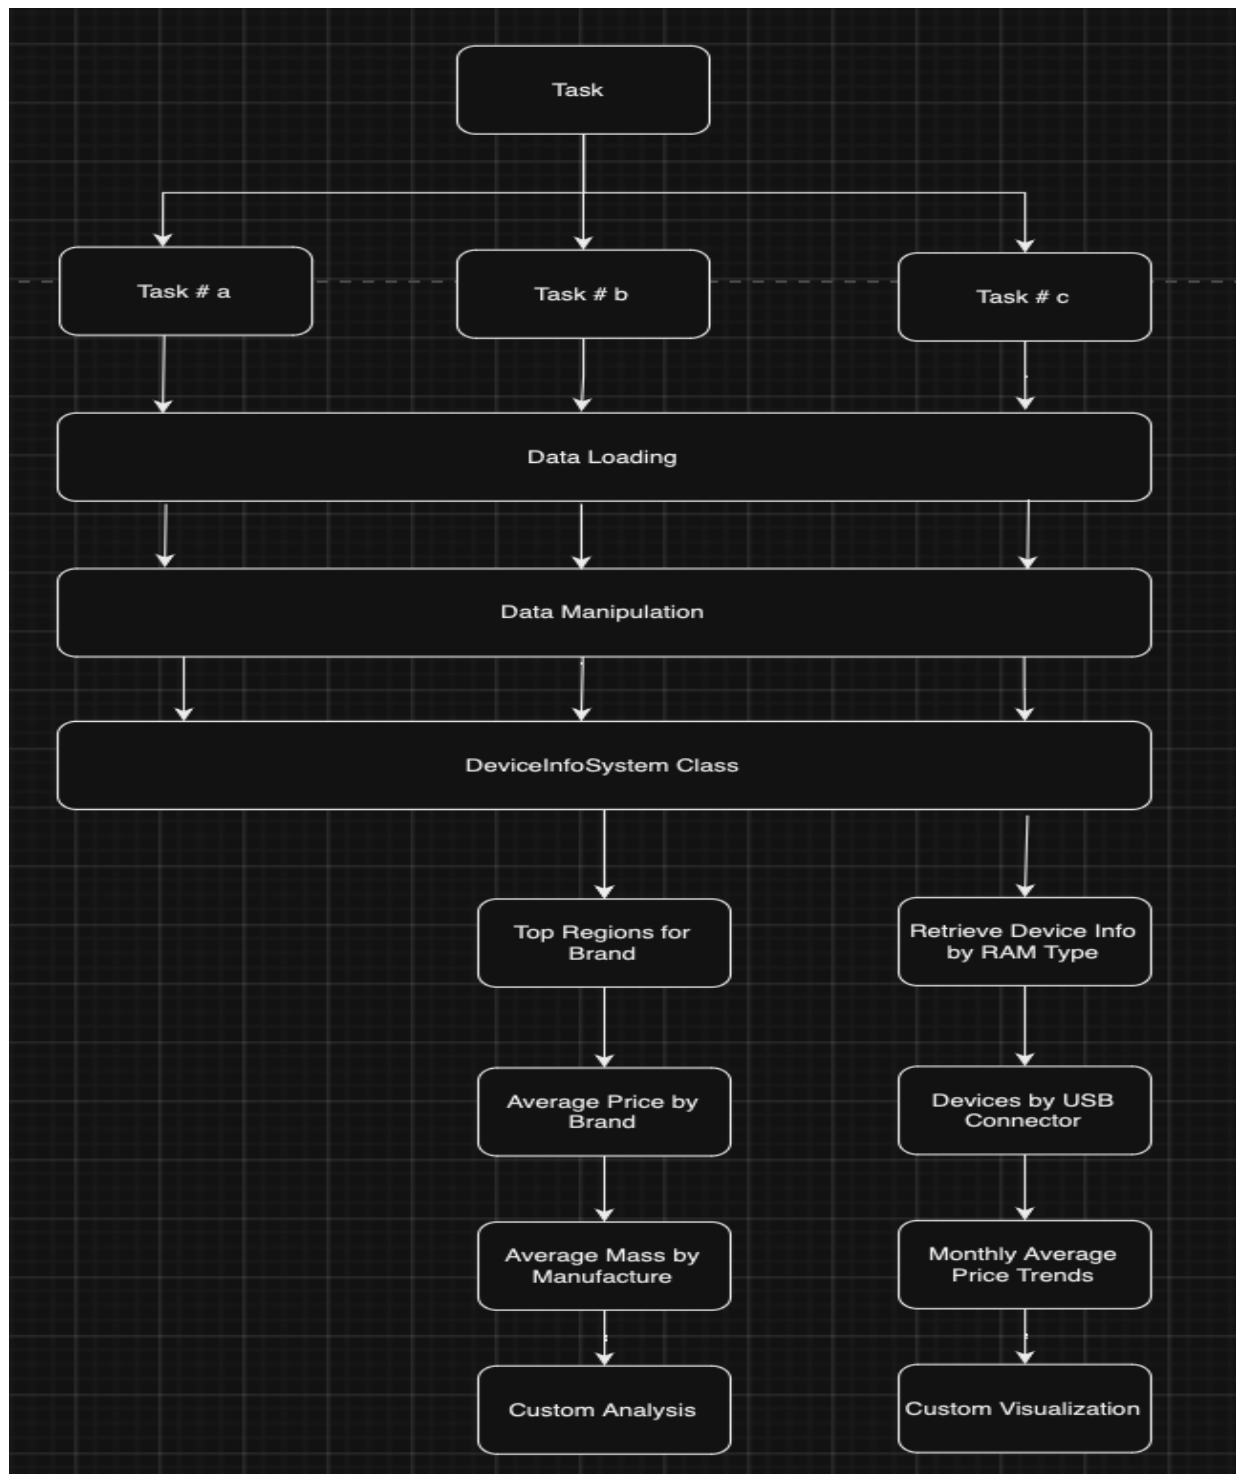 Task
Task # a
Task # b
Task # c
Data Loading
Data Manipulation
DeviceInfoSystem Class
Top Regions for
Brand
Retrieve Device Info
by RAM Type
Average Price by
Brand
Devices by USB
Connector
Average Mass by
Manufacture
Monthly Average
Price Trends
Custom Analysis
Custom Visualization